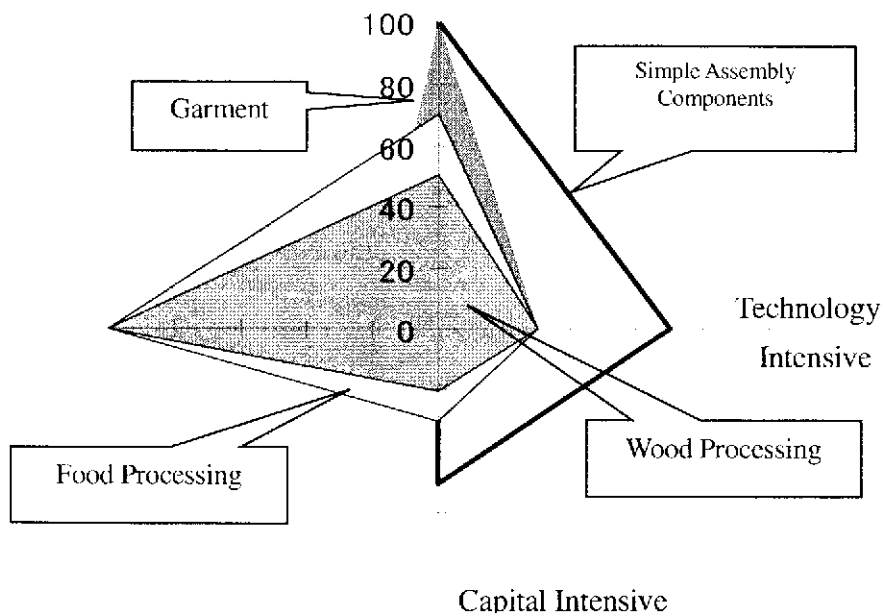 100
Simple Assembly
Components
Garment
80
60
40
20
0
Technology
Intensive
Food Processing
Wood Processing
Capital Intensive